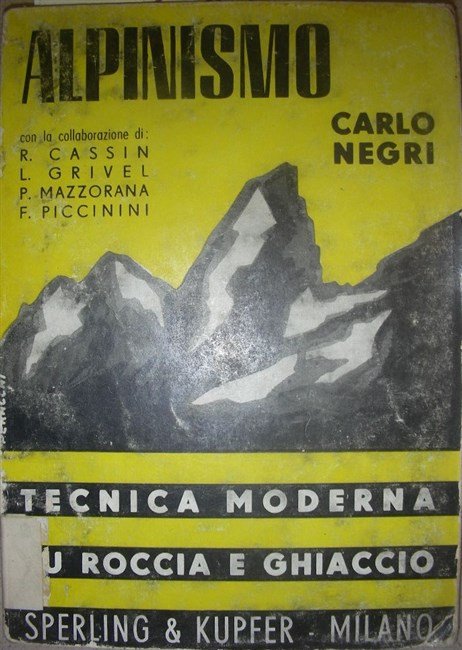 ALPINISMO
con la collaborazione di:
R. CASSIN
L. GRIVEL
P. MAZZORANA
F. PICCININI
CARLO
NEGRI
TECNICA MODERNA
U ROCCIA E GHIACCIO
SPERLING & KUPFER - MILANO